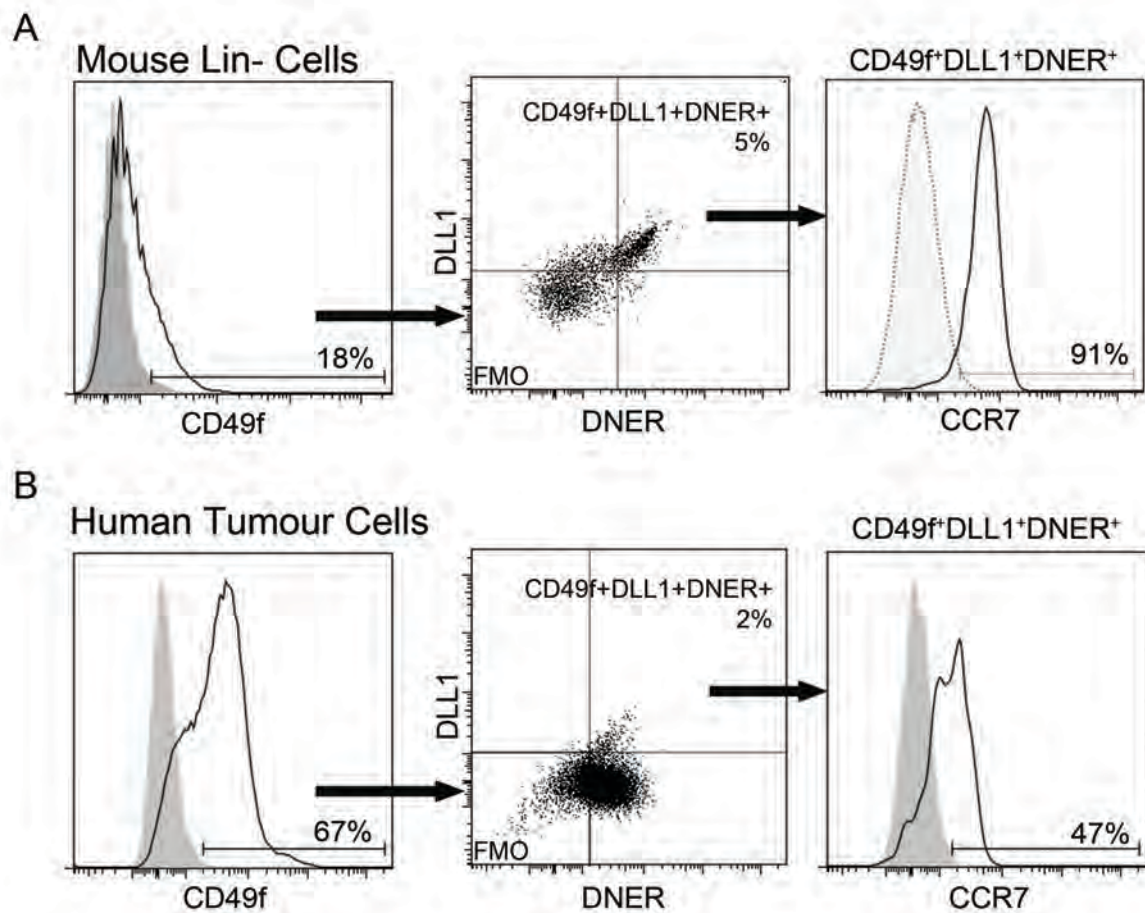 A
Mouse Lin- Cells
18%
CD49f
CD49f+DLL1+DNER+
5%
DLL1
FMO
DNER
CD49f⁺DLL1⁺DNER⁺
91%
CCR7
B
Human Tumour Cells
67%
CD49f
CD49f+DLL1+DNER+
2%
DLL1
FMO
DNER
CD49f⁺DLL1⁺DNER⁺
47%
CCR7